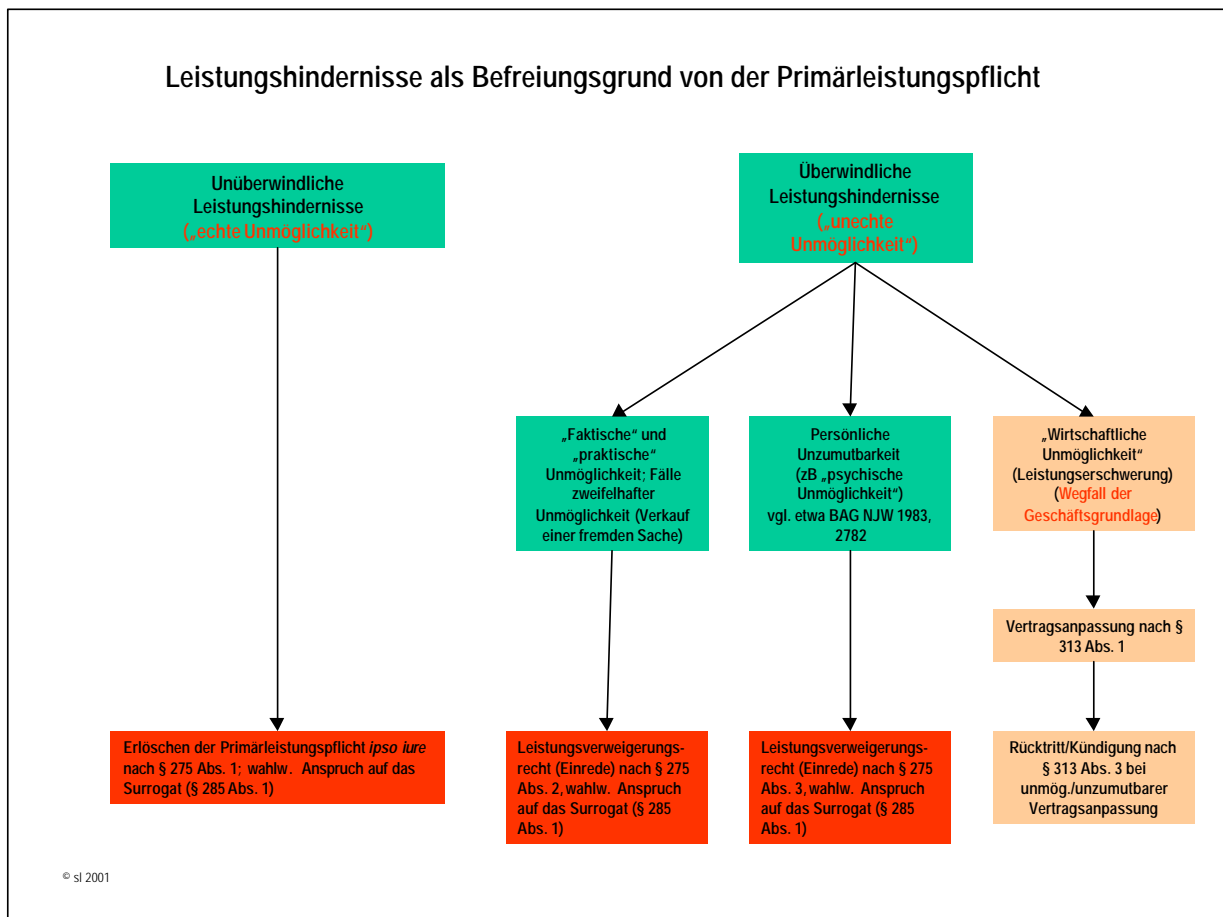 Leistungshindernisse als Befreiungsgrund von der Primärleistungspflicht
Unüberwindliche
Leistungshindernisse
(„echte Unmöglichkeit“)
Überwindliche
Leistungshindernisse
(„unechte
Unmöglichkeit“)
„Faktische“ und
„praktische“
Unmöglichkeit; Fälle
zweifelhafter
Unmöglichkeit (Verkauf
einer fremden Sache)
Persönliche
Unzumutbarkeit
(zB „psychische
Unmöglichkeit“)
vgl. etwa BAG NJW 1983,
2782
„Wirtschaftliche
Unmöglichkeit“
(Leistungserschwerung)
(Wegfall der
Geschäftsgrundlage)
Vertragsanpassung nach §
313 Abs. 1
Erlöschen der Primärleistungspflicht ipso iure
nach § 275 Abs. 1; wahlw. Anspruch auf das
Surrogat (§ 285 Abs. 1)
Leistungsverweigerungs-
recht (Einrede) nach § 275
Abs. 2, wahlw. Anspruch
auf das Surrogat (§ 285
Abs. 1)
Leistungsverweigerungs-
recht (Einrede) nach § 275
Abs. 3, wahlw. Anspruch
auf das Surrogat (§ 285
Abs. 1)
Rücktritt/Kündigung nach
§ 313 Abs. 3 bei
unmög./unzumutbarer
Vertragsanpassung
© sl 2001